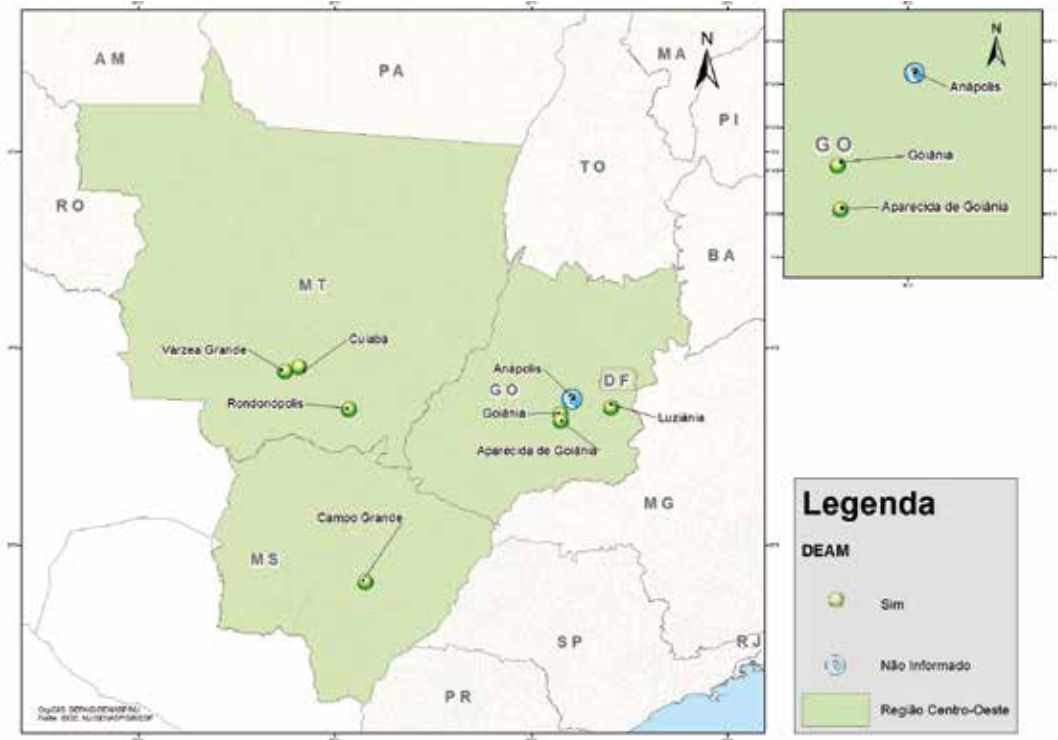 AM
PA
N
MA
PI
RO
TO
BA
MT
Várzea Grande
Cuiabá
Rondonópolis
Anápolis
GO
DF
Goiânia
Luziânia
Aparecida de Goiânia
MG
Campo Grande
MS
SP
RJ
PR
N
Anápolis
GO
Goiânia
Aparecida de Goiânia
Legenda
DEAM
Sim
Não Informado
Região Centro-Oeste